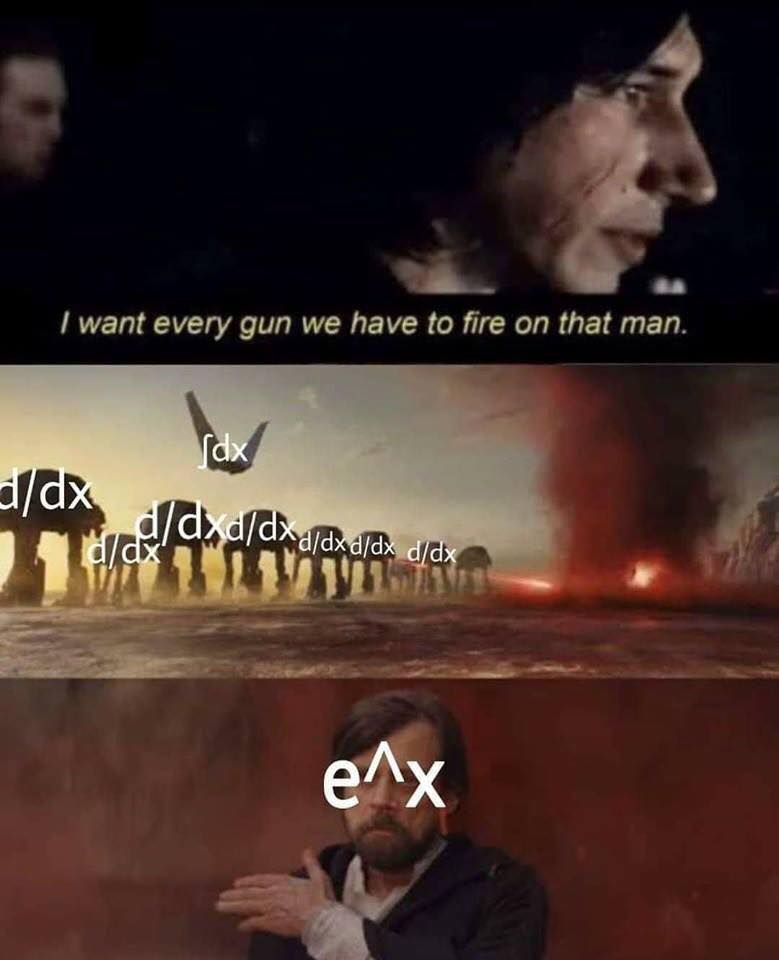 I want every gun we have to fire on that man.
∫dx
d/dx
d/dx
d/dx
d/dx
d/dx
d/dx
d/dx
e^x